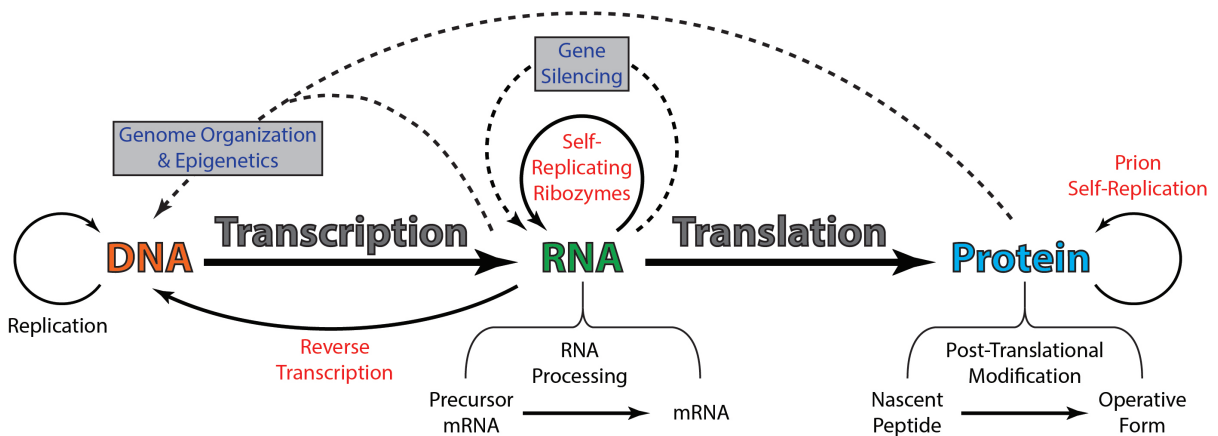 Gene
Silencing
Genome Organization
& Epigenetics
Self-
Replicating
Ribozymes
Prion
Self-Replication
Transcription
Translation
DNA
RNA
Protein
Replication
Reverse
Transcription
RNA
Processing
Precursor
mRNA
mRNA
Post-Translational
Modification
Nascent
Peptide
Operative
Form